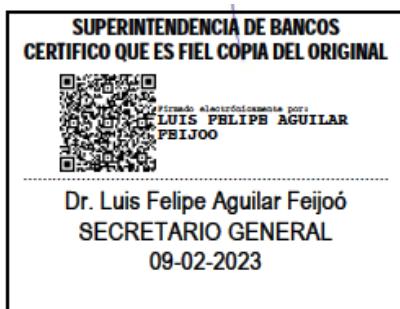 SUPERINTENDENCIA DE BANCOS
CERTIFICO QUE ES FIEL COPIA DEL ORIGINAL
Firmado electrónicamente por:
LUIS FELIPE AGUILAR
FEIJOO
Dr. Luis Felipe Aguilar Feijoó
SECRETARIO GENERAL
09-02-2023